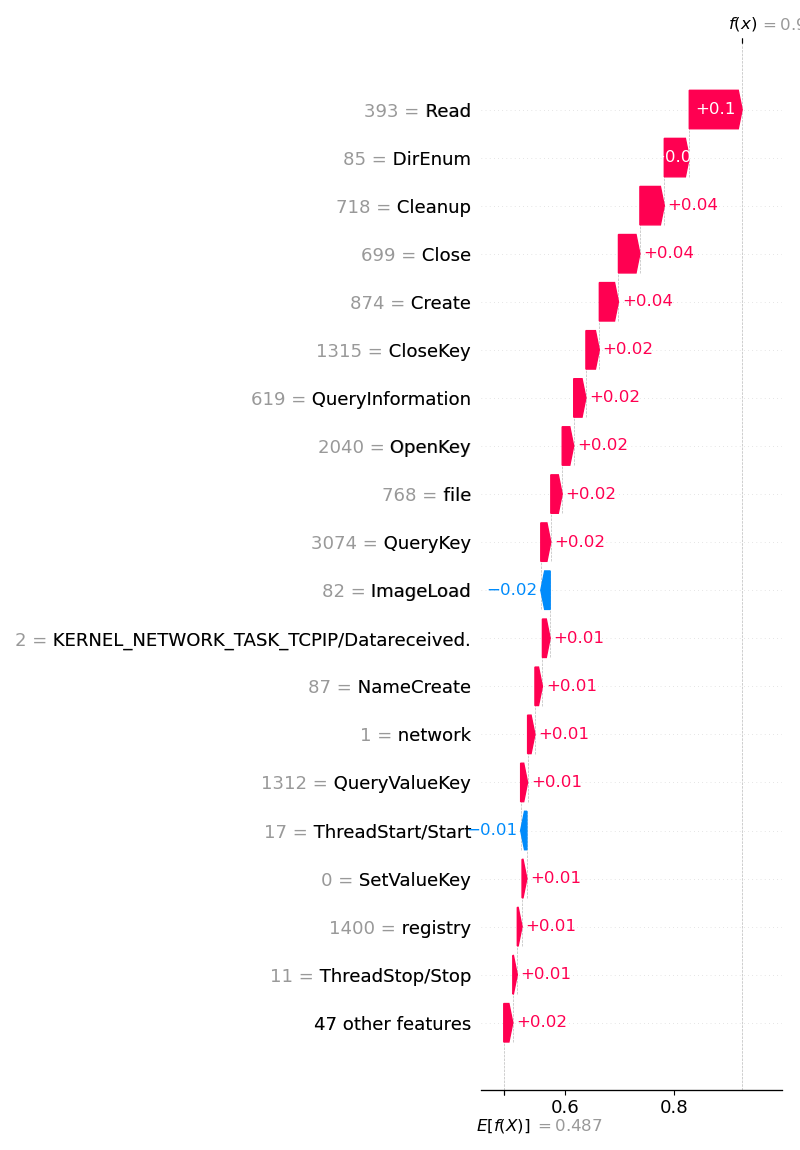 f(x) = 0.9
393 = Read +0.1
85 = DirEnum 0.0
718 = Cleanup +0.04
699 = Close +0.04
874 = Create +0.04
1315 = CloseKey +0.02
619 = QueryInformation +0.02
2040 = OpenKey +0.02
768 = file +0.02
3074 = QueryKey +0.02
82 = ImageLoad −0.02
2 = KERNEL_NETWORK_TASK_TCPIP/Datareceived. +0.01
87 = NameCreate +0.01
1 = network +0.01
1312 = QueryValueKey +0.01
17 = ThreadStart/Start −0.01
0 = SetValueKey +0.01
1400 = registry +0.01
11 = ThreadStop/Stop +0.01
47 other features +0.02
0.6 0.8
E[f(X)] = 0.487